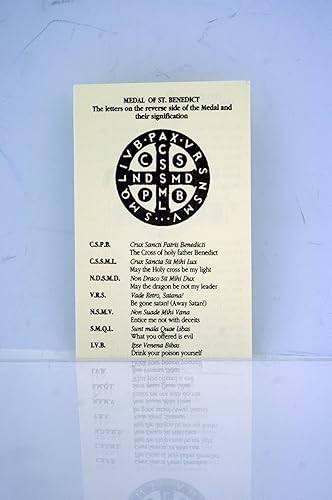 MEDAL OF ST. BENEDICT
The letters on the reverse side of the Medal and
their signification
PAX
V·R·S·N·S·M·V·S·M·Q·L·I·V·B
C S
C
S
S
M
L
N D S M D
P B
C.S.P.B. Crux Sancti Patris Benedicti
The Cross of holy father Benedict
C.S.S.M.L. Crux Sancta Sit Mihi Lux
May the Holy cross be my light
N.D.S.M.D. Non Draco Sit Mihi Dux
May the dragon be not my leader
V.R.S. Vade Retro, Satana!
Be gone satan! (Away Satan!)
N.S.M.V. Non Suade Mihi Vana
Entice me not with deceits
S.M.Q.L. Sunt mala Quae Libas
What you offered is evil
I.V.B. Ipse Venena Bibas
Drink your poison yourself